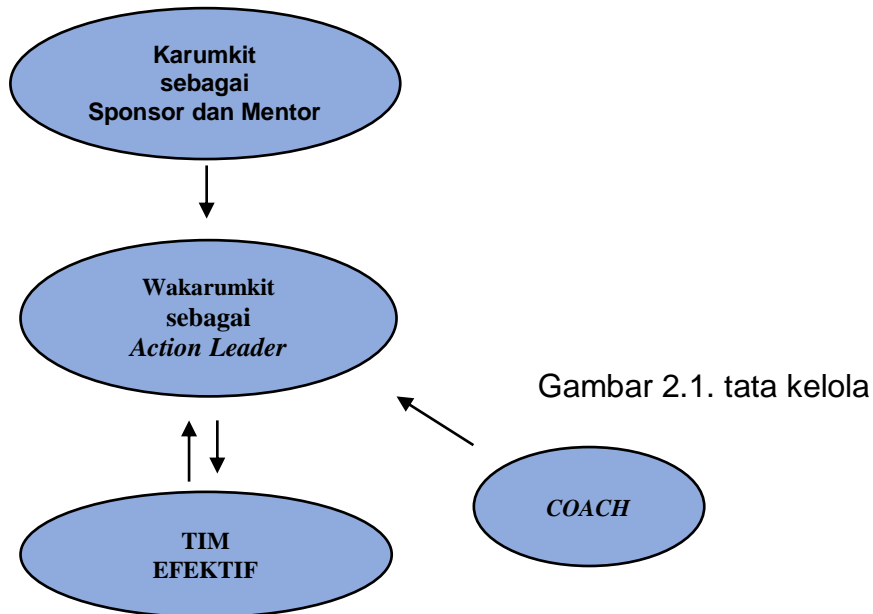 Karumkit
sebagai
Sponsor dan Mentor
Wakarumkit
sebagai
Action Leader
Gambar 2.1. tata kelola
COACH
TIM
EFEKTIF